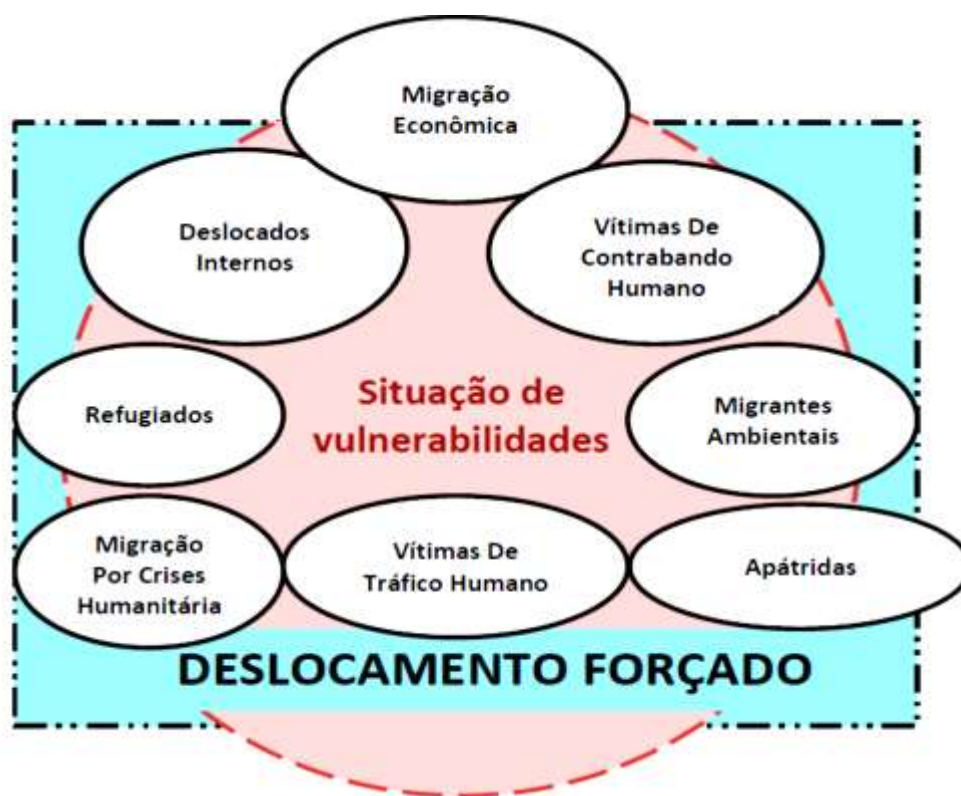 Migração
Econômica
Deslocados
Internos
Vítimas De
Contrabando
Humano
Refugiados
Situação de
vulnerabilidades
Migrantes
Ambientais
Migração
Por Crises
Humanitária
Vítimas De
Tráfico Humano
Apátridas
DESLOCAMENTO FORÇADO